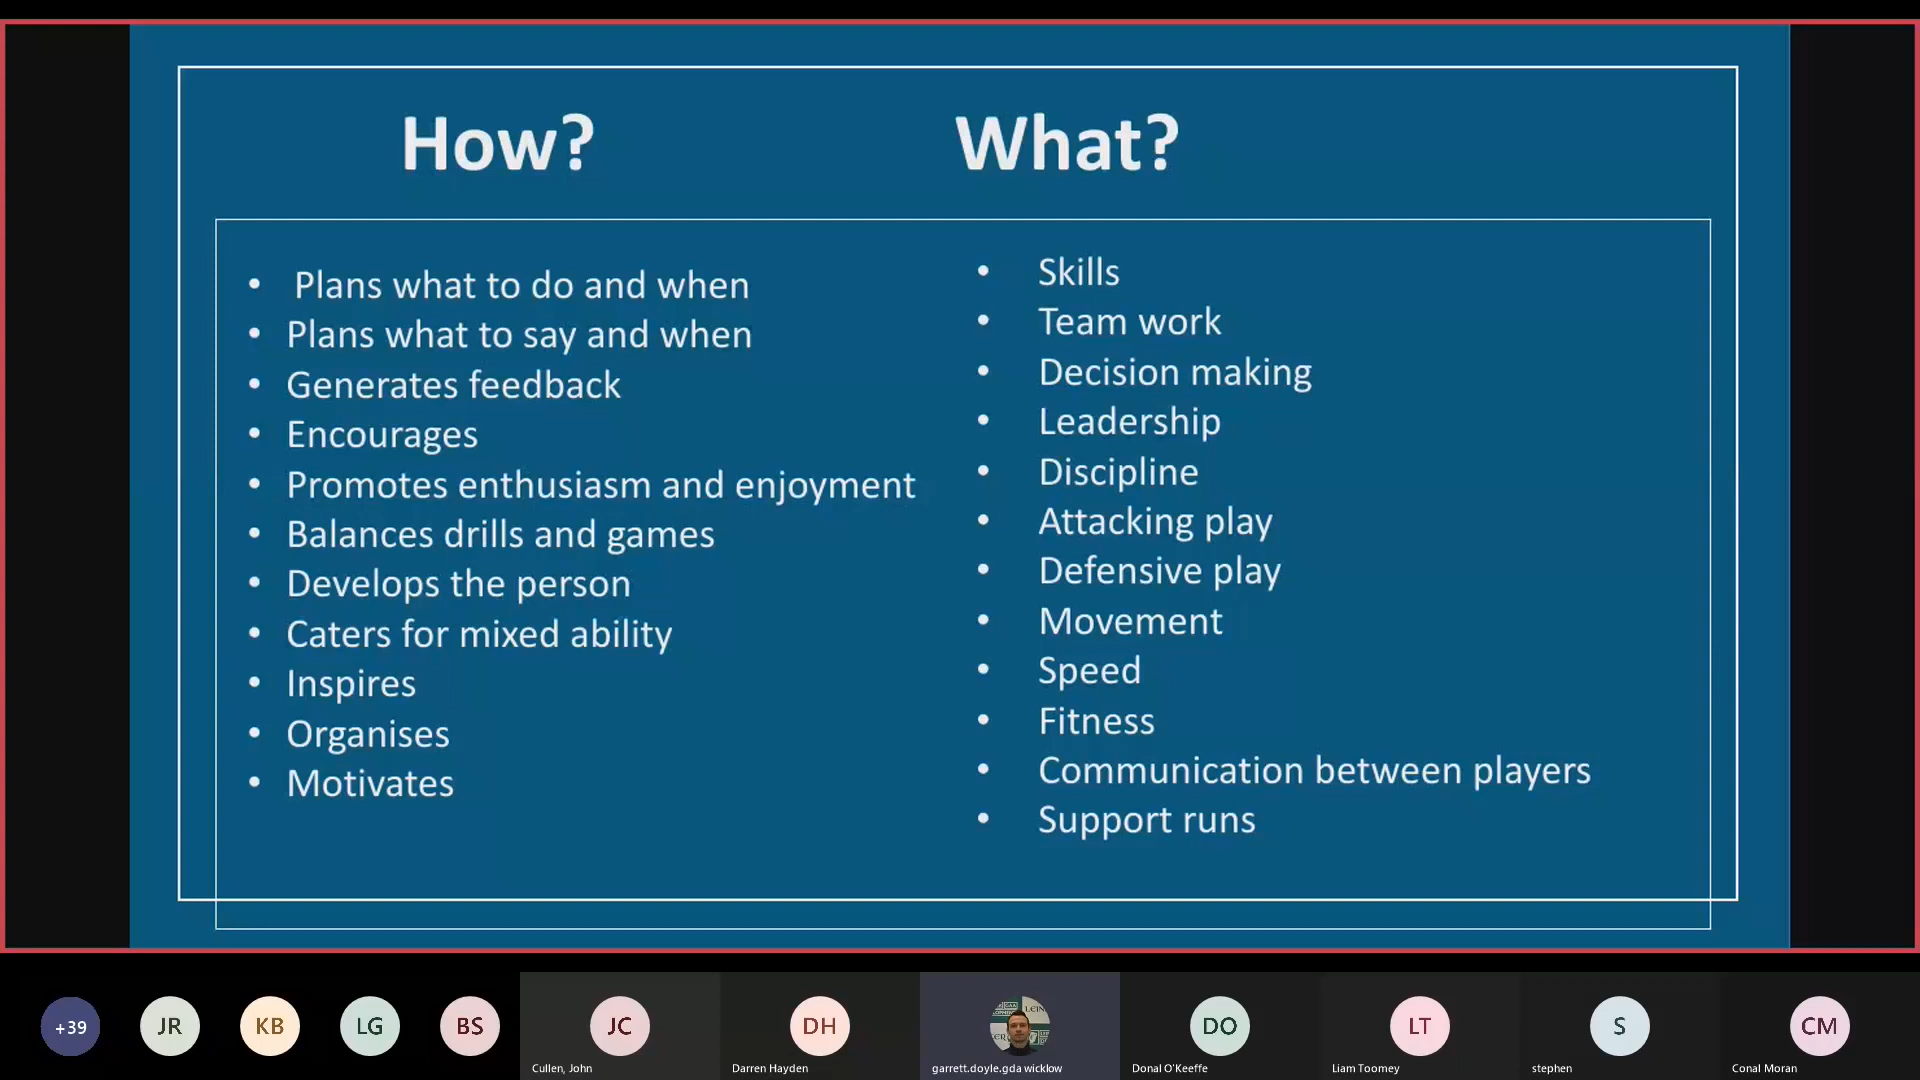 How?
What?
• Plans what to do and when
• Plans what to say and when
• Generates feedback
• Encourages
• Promotes enthusiasm and enjoyment
• Balances drills and games
• Develops the person
• Caters for mixed ability
• Inspires
• Organises
• Motivates
• Skills
• Team work
• Decision making
• Leadership
• Discipline
• Attacking play
• Defensive play
• Movement
• Speed
• Fitness
• Communication between players
• Support runs
+39
JR
KB
LG
BS
JC
Cullen, John
DH
Darren Hayden
garrett.doyle.gda wicklow
DO
Donal O'Keeffe
LT
Liam Toomey
S
stephen
CM
Conal Moran